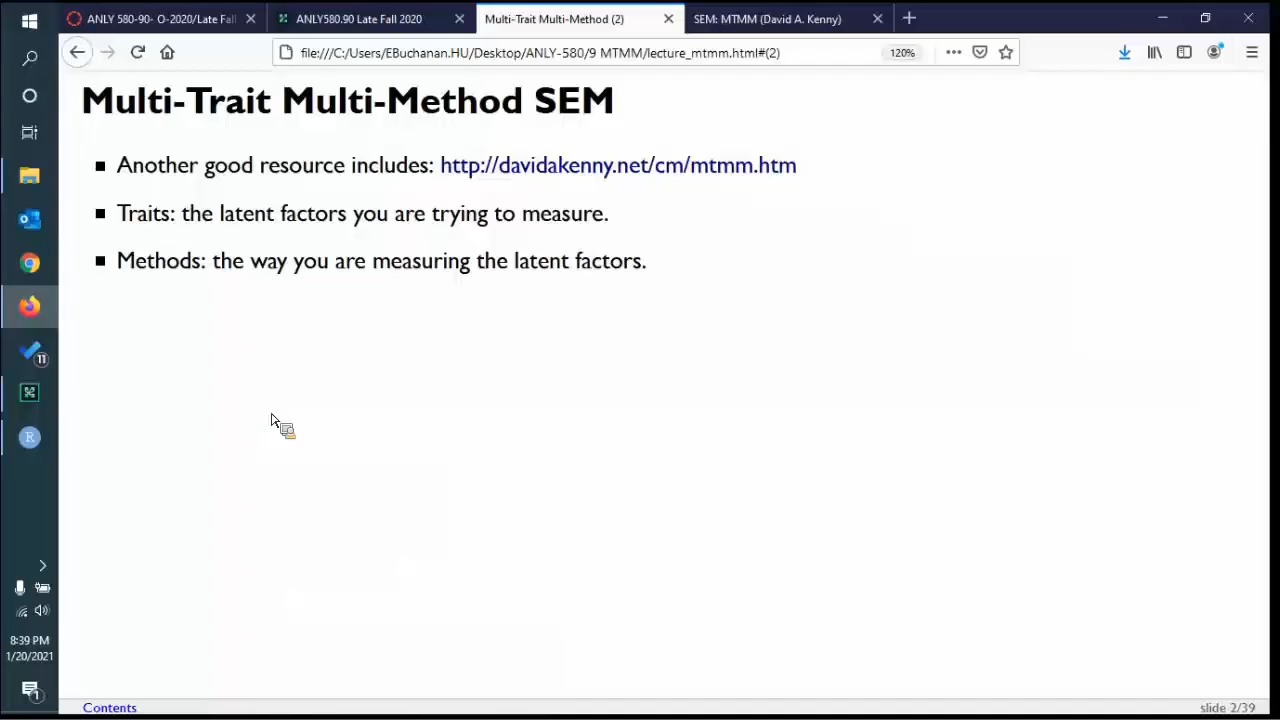 ANLY 580-90- O-2020/Late Fall
ANLY580.90 Late Fall 2020
Multi-Trait Multi-Method (2)
SEM: MTMM (David A. Kenny)
file:///C:/Users/EBuchanan.HU/Desktop/ANLY-580/9 MTMM/lecture_mtmm.html#(2)
120%
Multi-Trait Multi-Method SEM
Another good resource includes: http://davidakenny.net/cm/mtmm.htm
Traits: the latent factors you are trying to measure.
Methods: the way you are measuring the latent factors.
11
R
8:39 PM
1/20/2021
1
Contents
slide 2/39